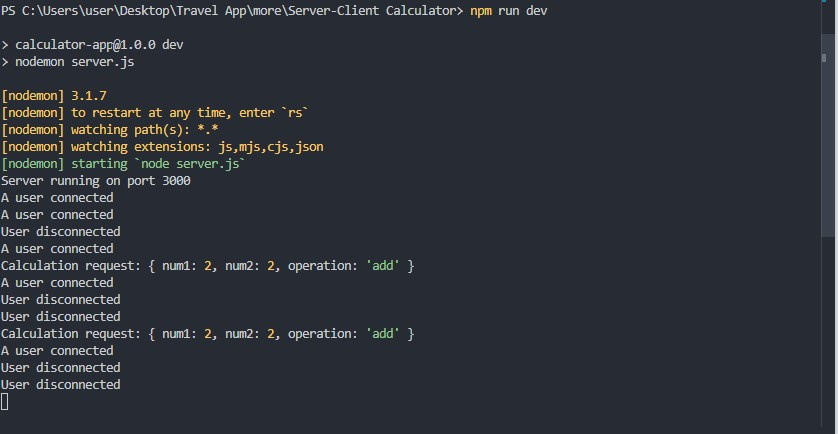 PS C:\Users\user\Desktop\Travel App\more\Server-Client Calculator> npm run dev
> calculator-app@1.0.0 dev
> nodemon server.js
[nodemon] 3.1.7
[nodemon] to restart at any time, enter `rs`
[nodemon] watching path(s): *.*
[nodemon] watching extensions: js,mjs,cjs,json
[nodemon] starting `node server.js`
Server running on port 3000
A user connected
A user connected
User disconnected
A user connected
Calculation request: { num1: 2, num2: 2, operation: 'add' }
A user connected
User disconnected
User disconnected
Calculation request: { num1: 2, num2: 2, operation: 'add' }
A user connected
User disconnected
User disconnected